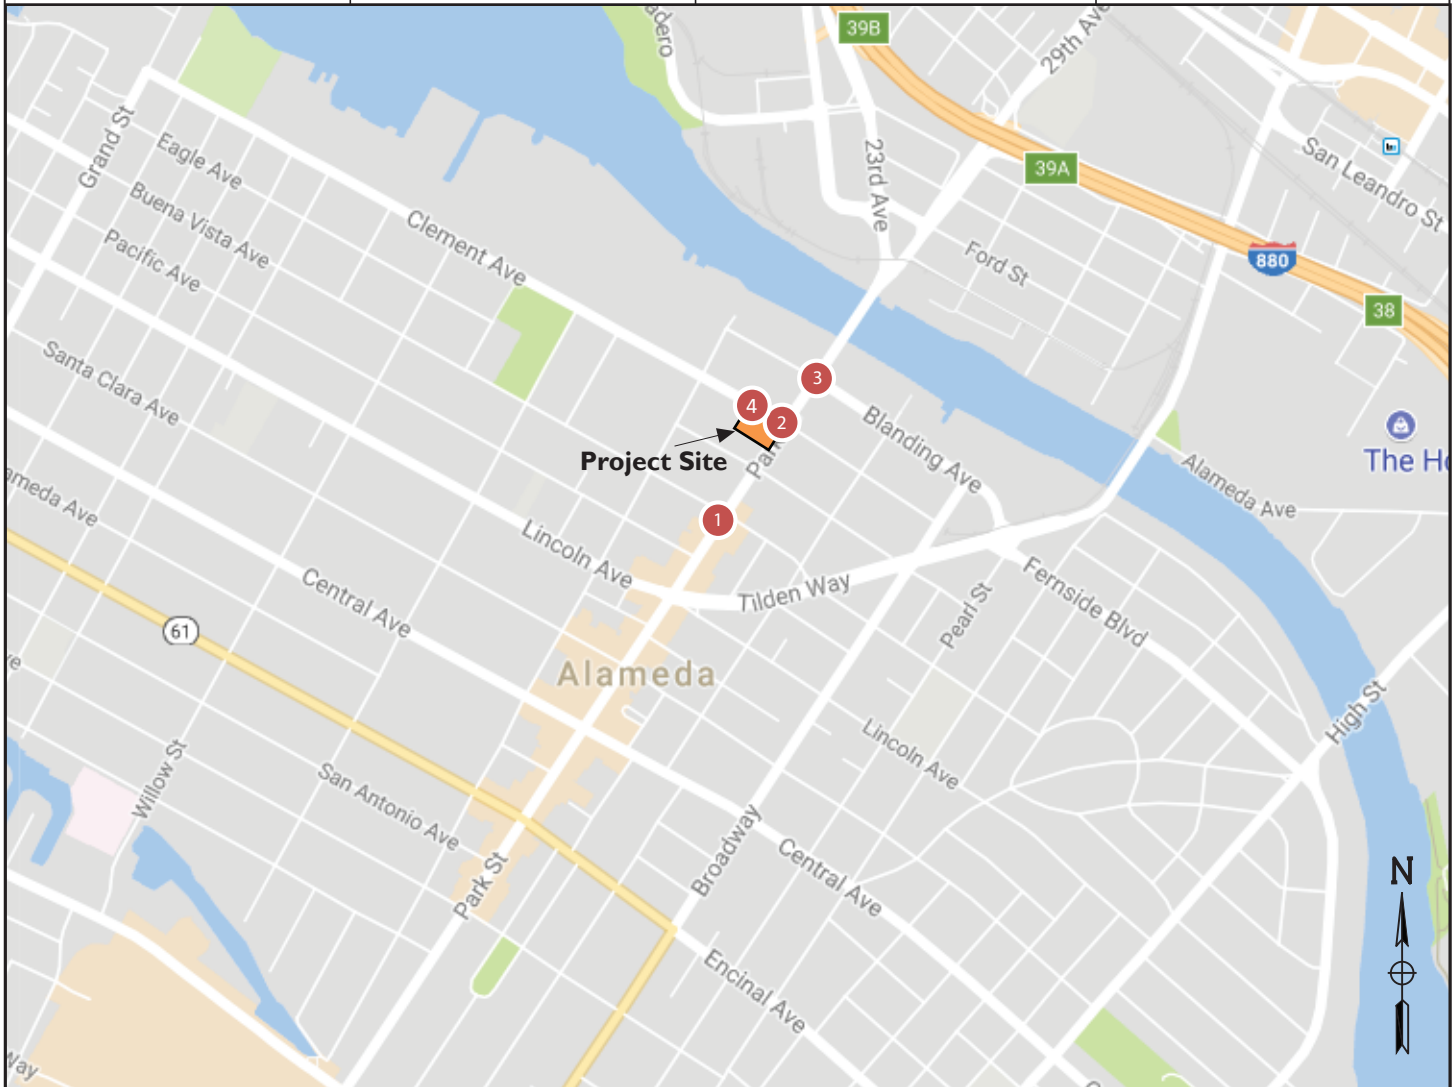 39B
29th Ave
adero
Grand St
23rd Ave
39A
San Leandro St
Eagle Ave
Buena Vista Ave
Pacific Ave
Clement Ave
Ford St
880
38
Santa Clara Ave
3
4
2
Blanding Ave
Project Site
Par
The Ho
Alameda Ave
ameda Ave
1
Lincoln Ave
Tilden Way
Central Ave
Fernside Blvd
Pearl St
61
ve
Alameda
High St
Lincoln Ave
Willow St
San Antonio Ave
Broadway
Central Ave
Park St
N
Encinal Ave
Way